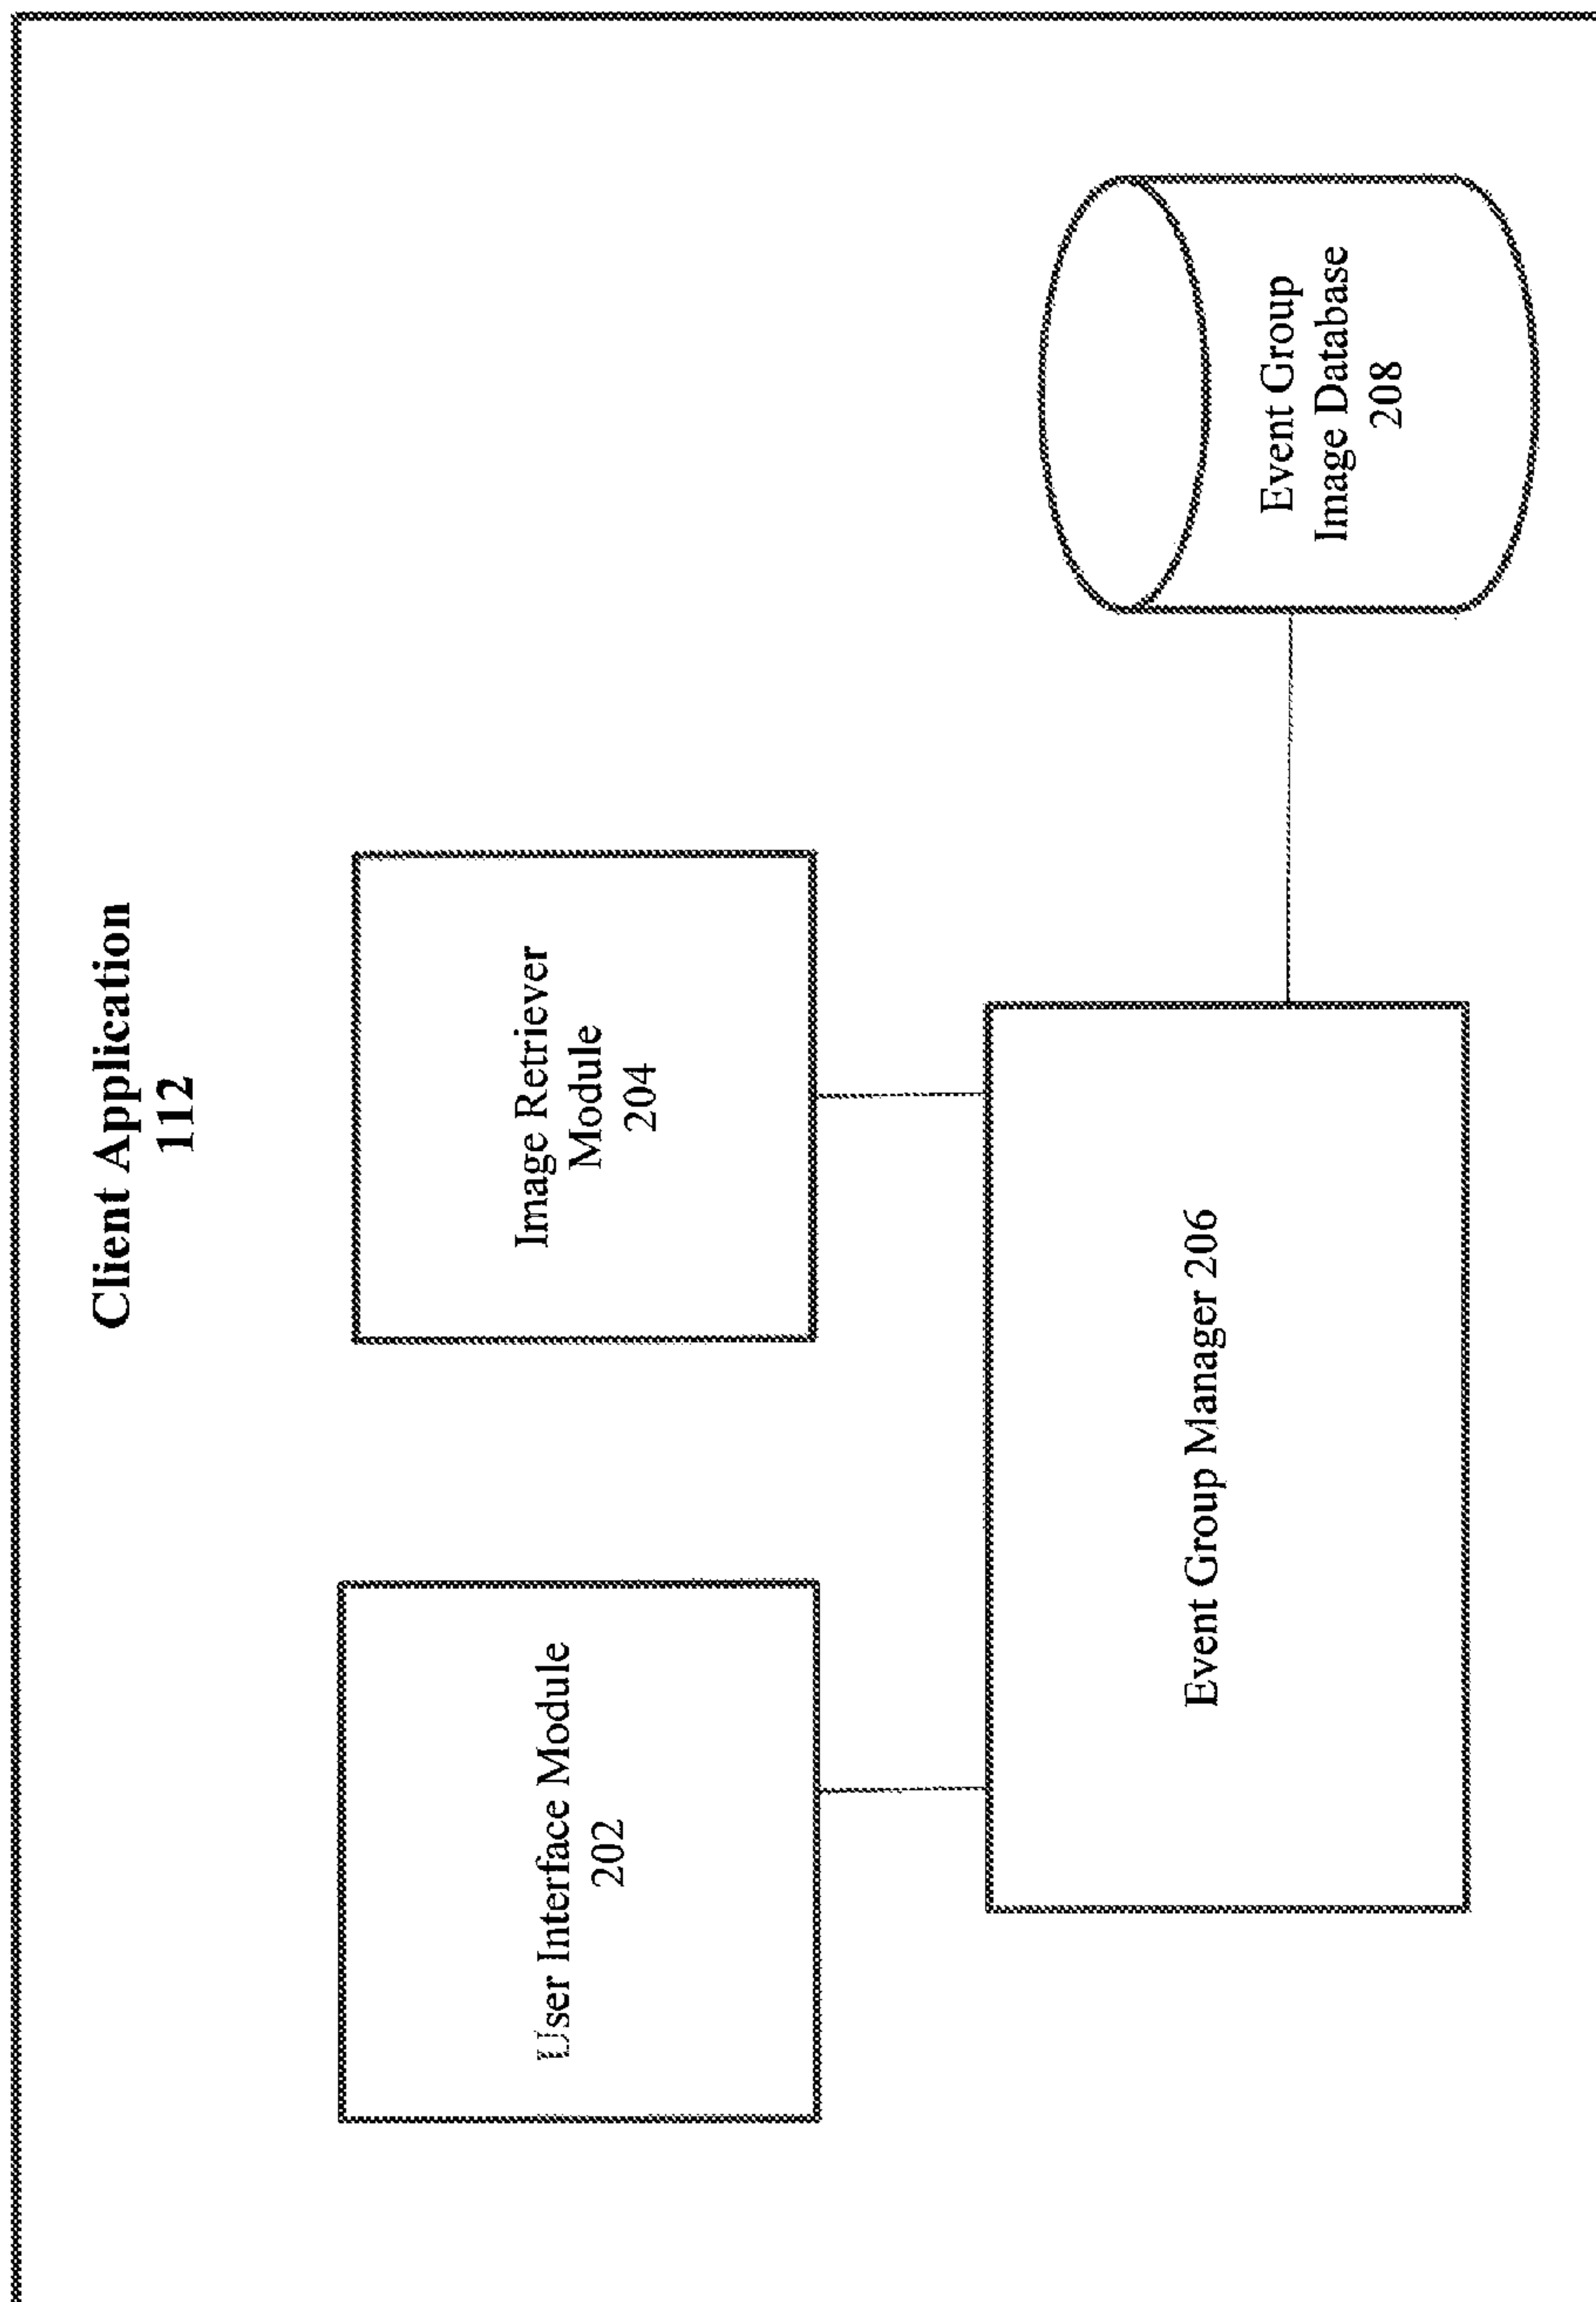 Client Application
112
User Interface Module
202
Image Retriever
Module
204
Event Group Manager 206
Event Group
Image Database
208